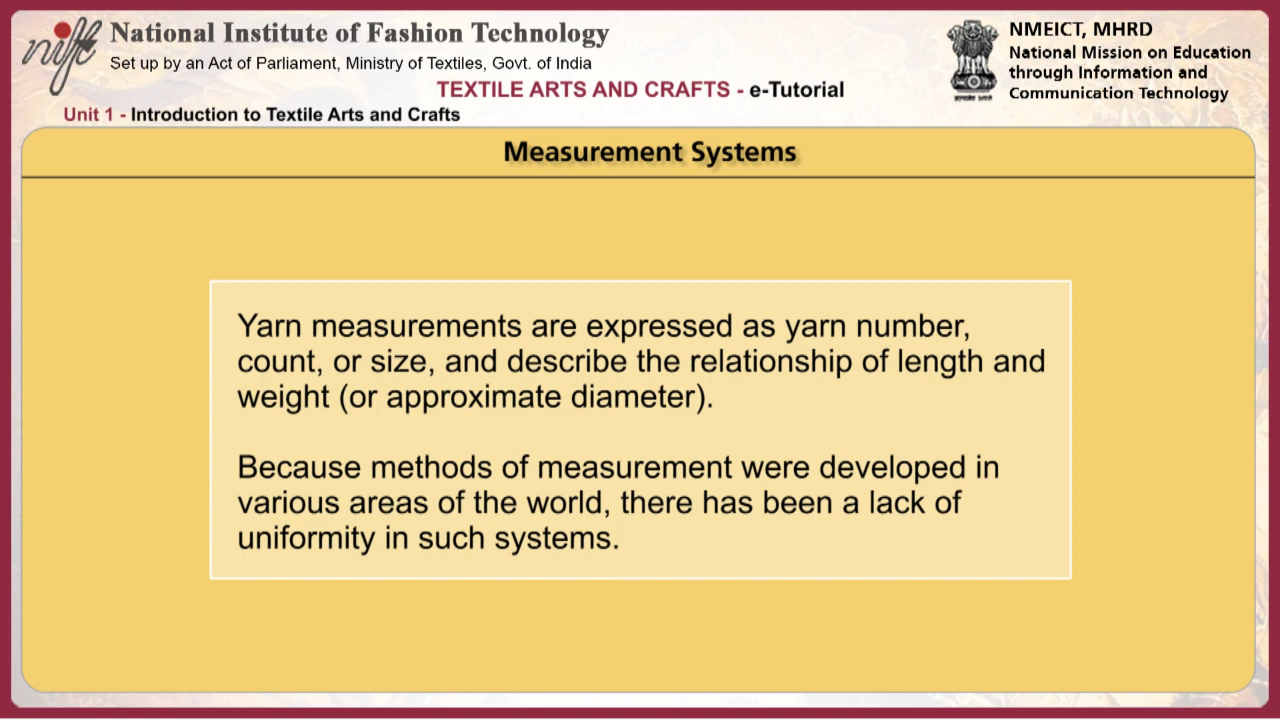 nift
National Institute of Fashion Technology
Set up by an Act of Parliament, Ministry of Textiles, Govt. of India
NMEICT, MHRD
National Mission on Education
through Information and
Communication Technology
TEXTILE ARTS AND CRAFTS - e-Tutorial
Unit 1 - Introduction to Textile Arts and Crafts
Measurement Systems
Yarn measurements are expressed as yarn number,
count, or size, and describe the relationship of length and
weight (or approximate diameter).
Because methods of measurement were developed in
various areas of the world, there has been a lack of
uniformity in such systems.